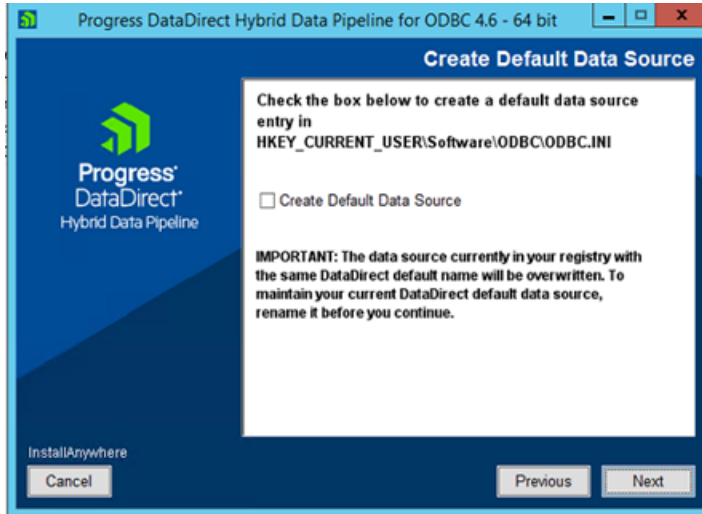 Progress DataDirect Hybrid Data Pipeline for ODBC 4.6 - 64 bit
Create Default Data Source
Check the box below to create a default data source
entry in
HKEY_CURRENT_USER\Software\ODBC\ODBC.INI
Progress
DataDirect
Hybrid Data Pipeline
Create Default Data Source
IMPORTANT: The data source currently in your registry with
the same DataDirect default name will be overwritten. To
maintain your current DataDirect default data source,
rename it before you continue.
InstallAnywhere
Cancel
Previous
Next